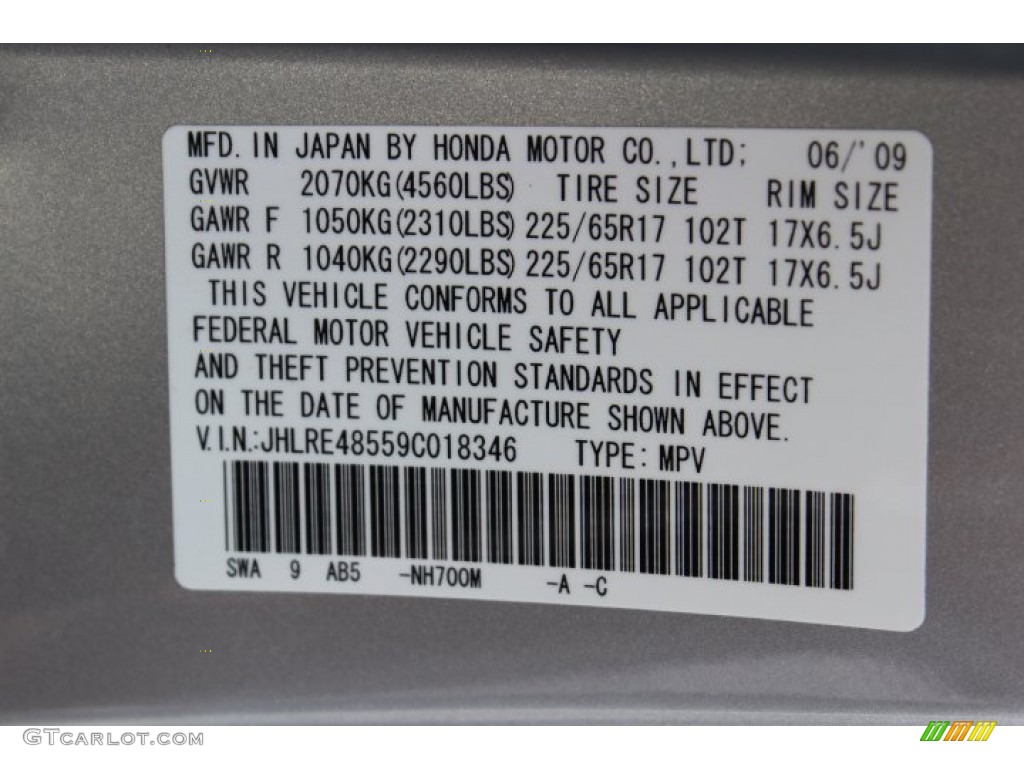 MFD. IN JAPAN BY HONDA MOTOR CO.,LTD; 06/'09
GVWR 2070KG(4560LBS) TIRE SIZE RIM SIZE
GAWR F 1050KG(2310LBS) 225/65R17 102T 17X6.5J
GAWR R 1040KG(2290LBS) 225/65R17 102T 17X6.5J
THIS VEHICLE CONFORMS TO ALL APPLICABLE
FEDERAL MOTOR VEHICLE SAFETY
AND THEFT PREVENTION STANDARDS IN EFFECT
ON THE DATE OF MANUFACTURE SHOWN ABOVE.
V.I.N.:JHLRE48559C018346 TYPE: MPV
SWA 9 AB5 -NH700M -A -C
GTCARLOT.COM